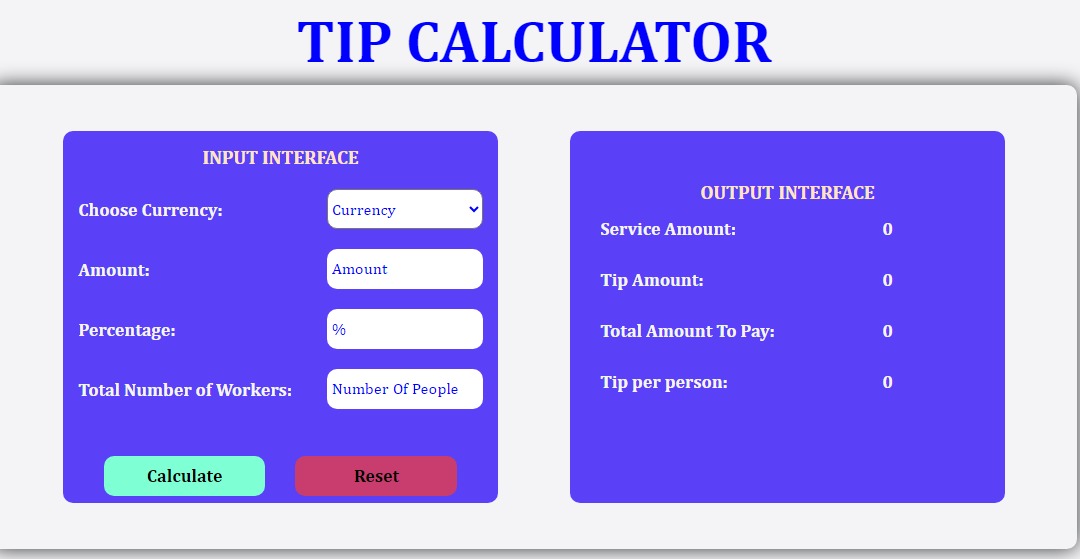 TIP CALCULATOR
INPUT INTERFACE
Choose Currency: Currency
Amount: Amount
Percentage: %
Total Number of Workers: Number Of People
Calculate Reset
OUTPUT INTERFACE
Service Amount: 0
Tip Amount: 0
Total Amount To Pay: 0
Tip per person: 0